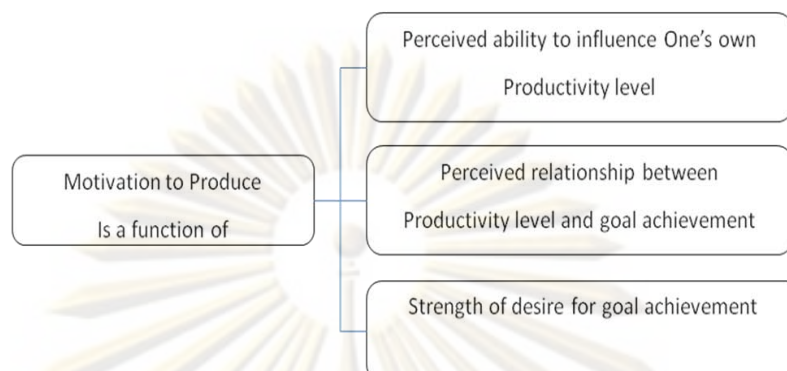 Perceived ability to influence One's own
Productivity level
Motivation to Produce
Is a function of
Perceived relationship between
Productivity level and goal achievement
Strength of desire for goal achievement